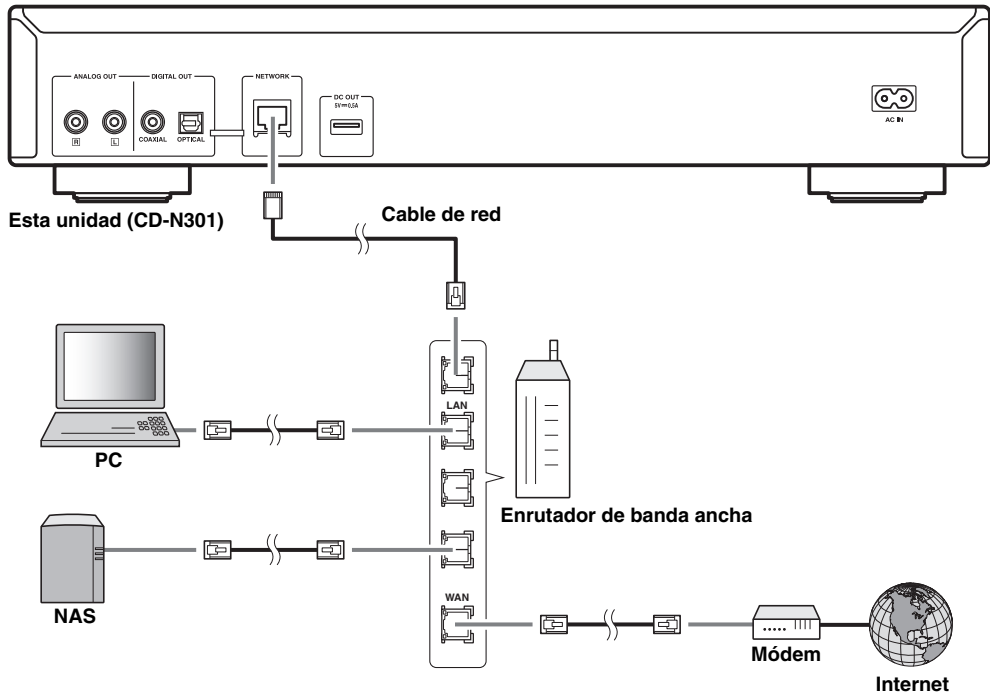 ANALOG OUT
DIGITAL OUT
NETWORK
DC OUT
5V⎓0.5A
R
L
COAXIAL
OPTICAL
AC IN
Esta unidad (CD-N301)
Cable de red
LAN
PC
Enrutador de banda ancha
NAS
WAN
Módem
Internet